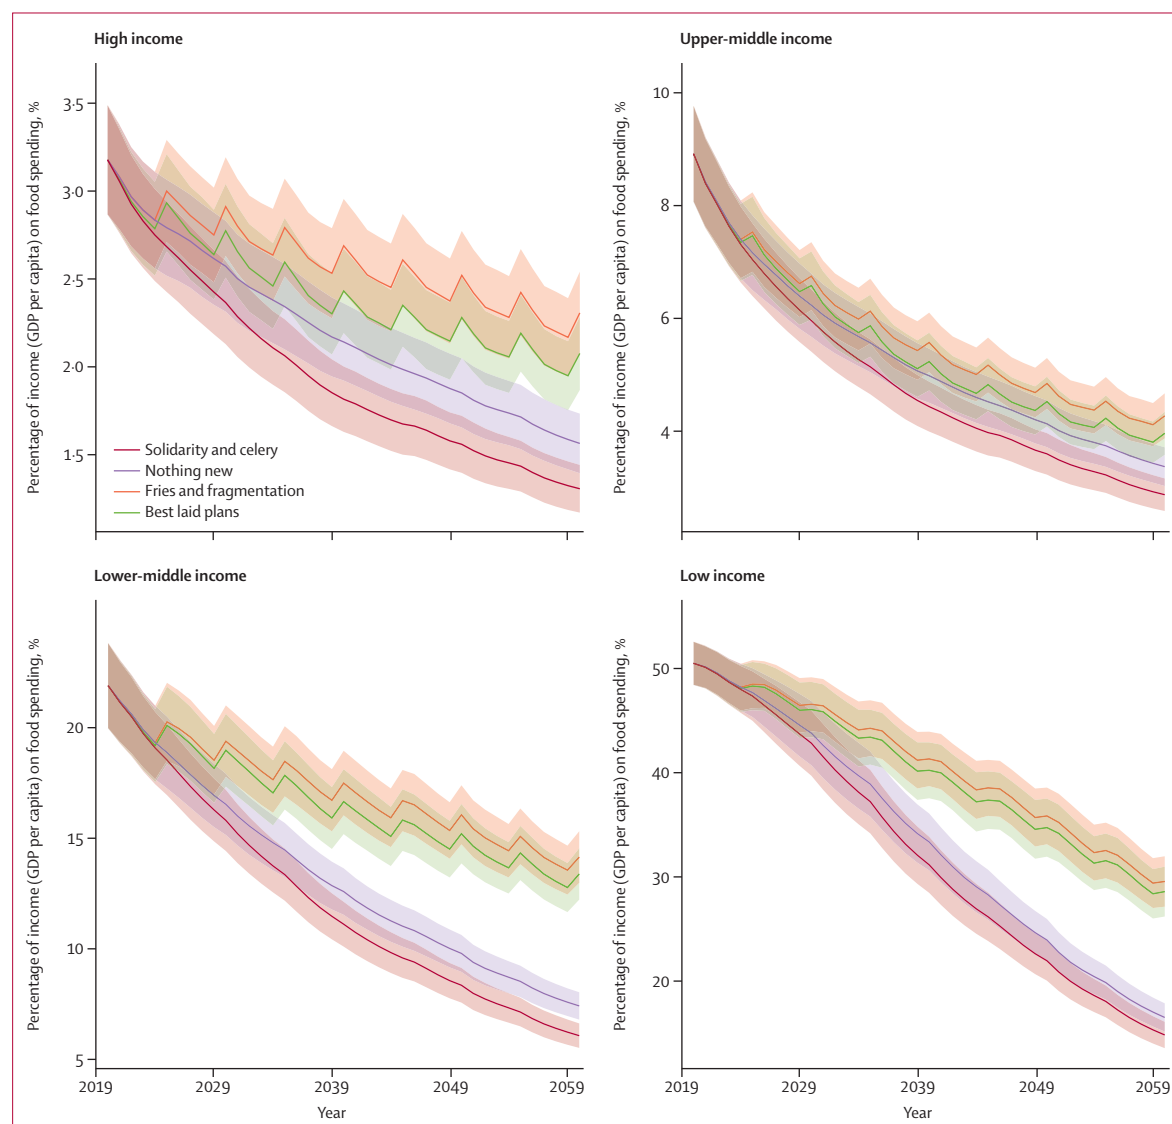 High income
Percentage of income (GDP per capita) on food spending, %
3·5
3·0
2·5
2·0
1·5
Solidarity and celery
Nothing new
Fries and fragmentation
Best laid plans
Upper-middle income
Percentage of income (GDP per capita) on food spending, %
10
8
6
4
Lower-middle income
Percentage of income (GDP per capita) on food spending, %
20
15
10
5
2019
2029
2039
2049
2059
Year
Low income
Percentage of income (GDP per capita) on food spending, %
50
40
30
20
2019
2029
2039
2049
2059
Year